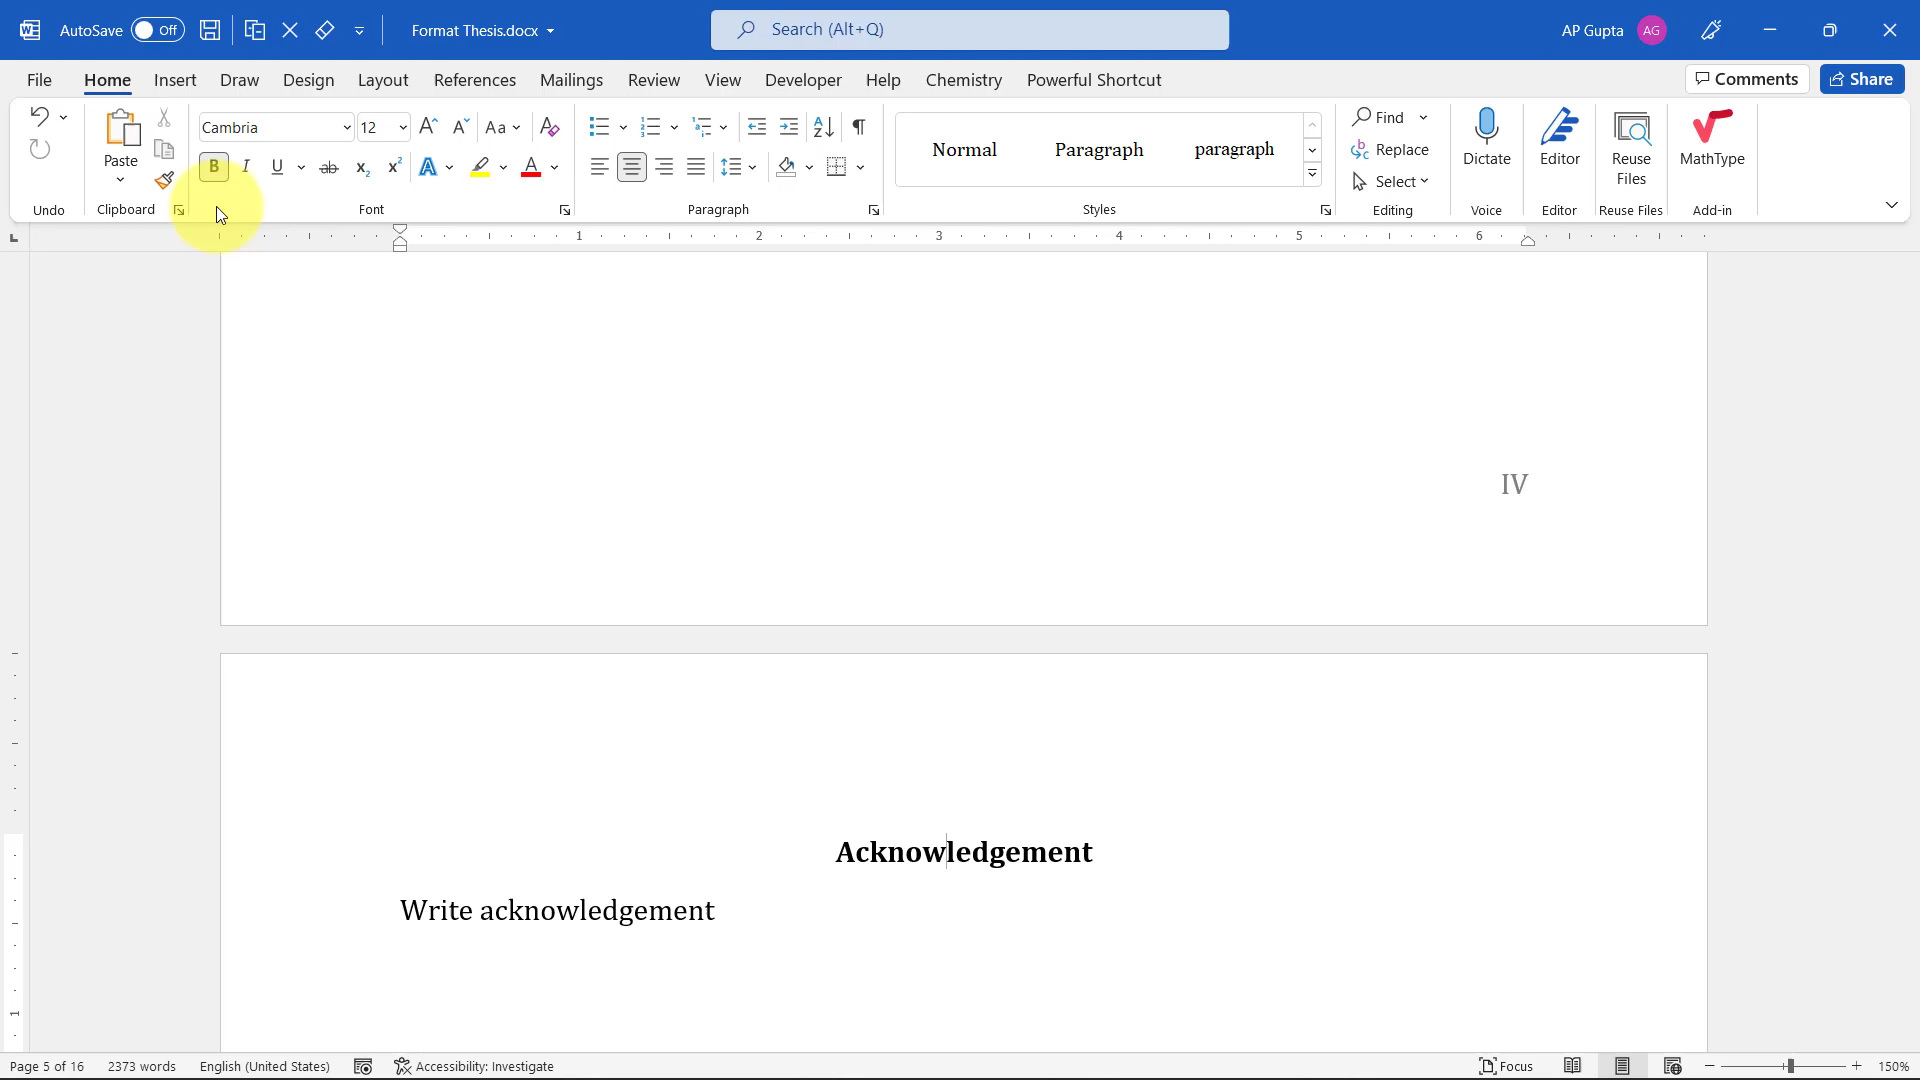 AutoSave Off Format Thesis.docx Search (Alt+Q) AP Gupta AG
File Home Insert Draw Design Layout References Mailings Review View Developer Help Chemistry Powerful Shortcut Comments Share
Cambria 12 Aa
Paste
B I U ab x₂ x² A A
Normal Paragraph paragraph
Find
Replace
Select
Dictate Editor Reuse Files MathType
Undo Clipboard Font Paragraph Styles Editing Voice Editor Reuse Files Add-in
1 2 3 4 5 6
IV
Acknowledgement
Write acknowledgement
1
Page 5 of 16 2373 words English (United States) Accessibility: Investigate Focus 150%